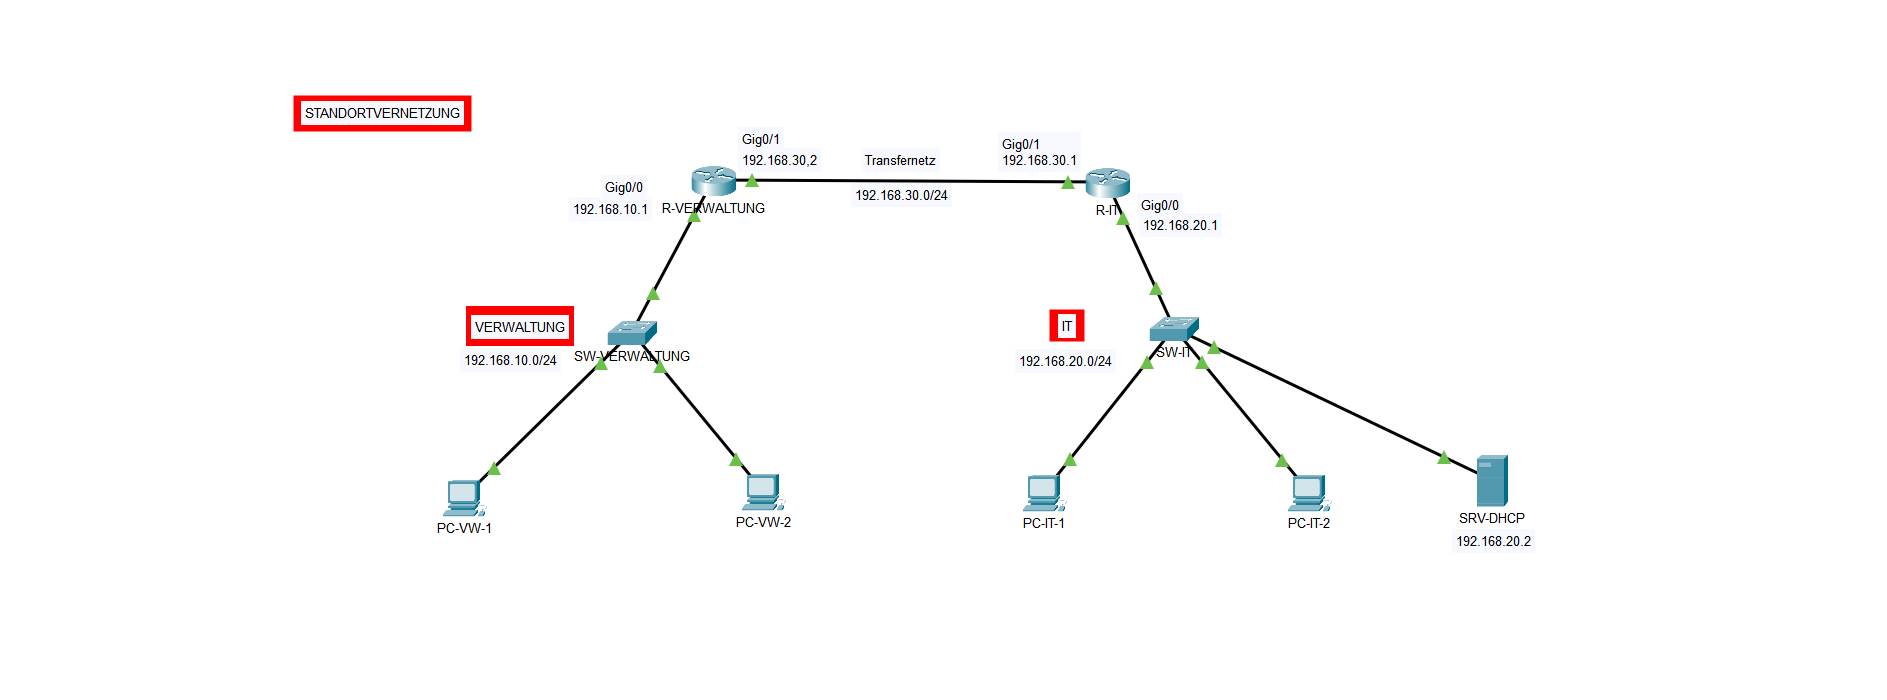 STANDORTVERNETZUNG
Gig0/1
192.168.30,2
Transfernetz
192.168.30.0/24
Gig0/1
192.168.30.1
Gig0/0
192.168.10.1
R-VERWALTUNG
R-IT
Gig0/0
192.168.20.1
VERWALTUNG
192.168.10.0/24
SW-VERWALTUNG
IT
192.168.20.0/24
SW-IT
PC-VW-1
PC-VW-2
PC-IT-1
PC-IT-2
SRV-DHCP
192.168.20.2